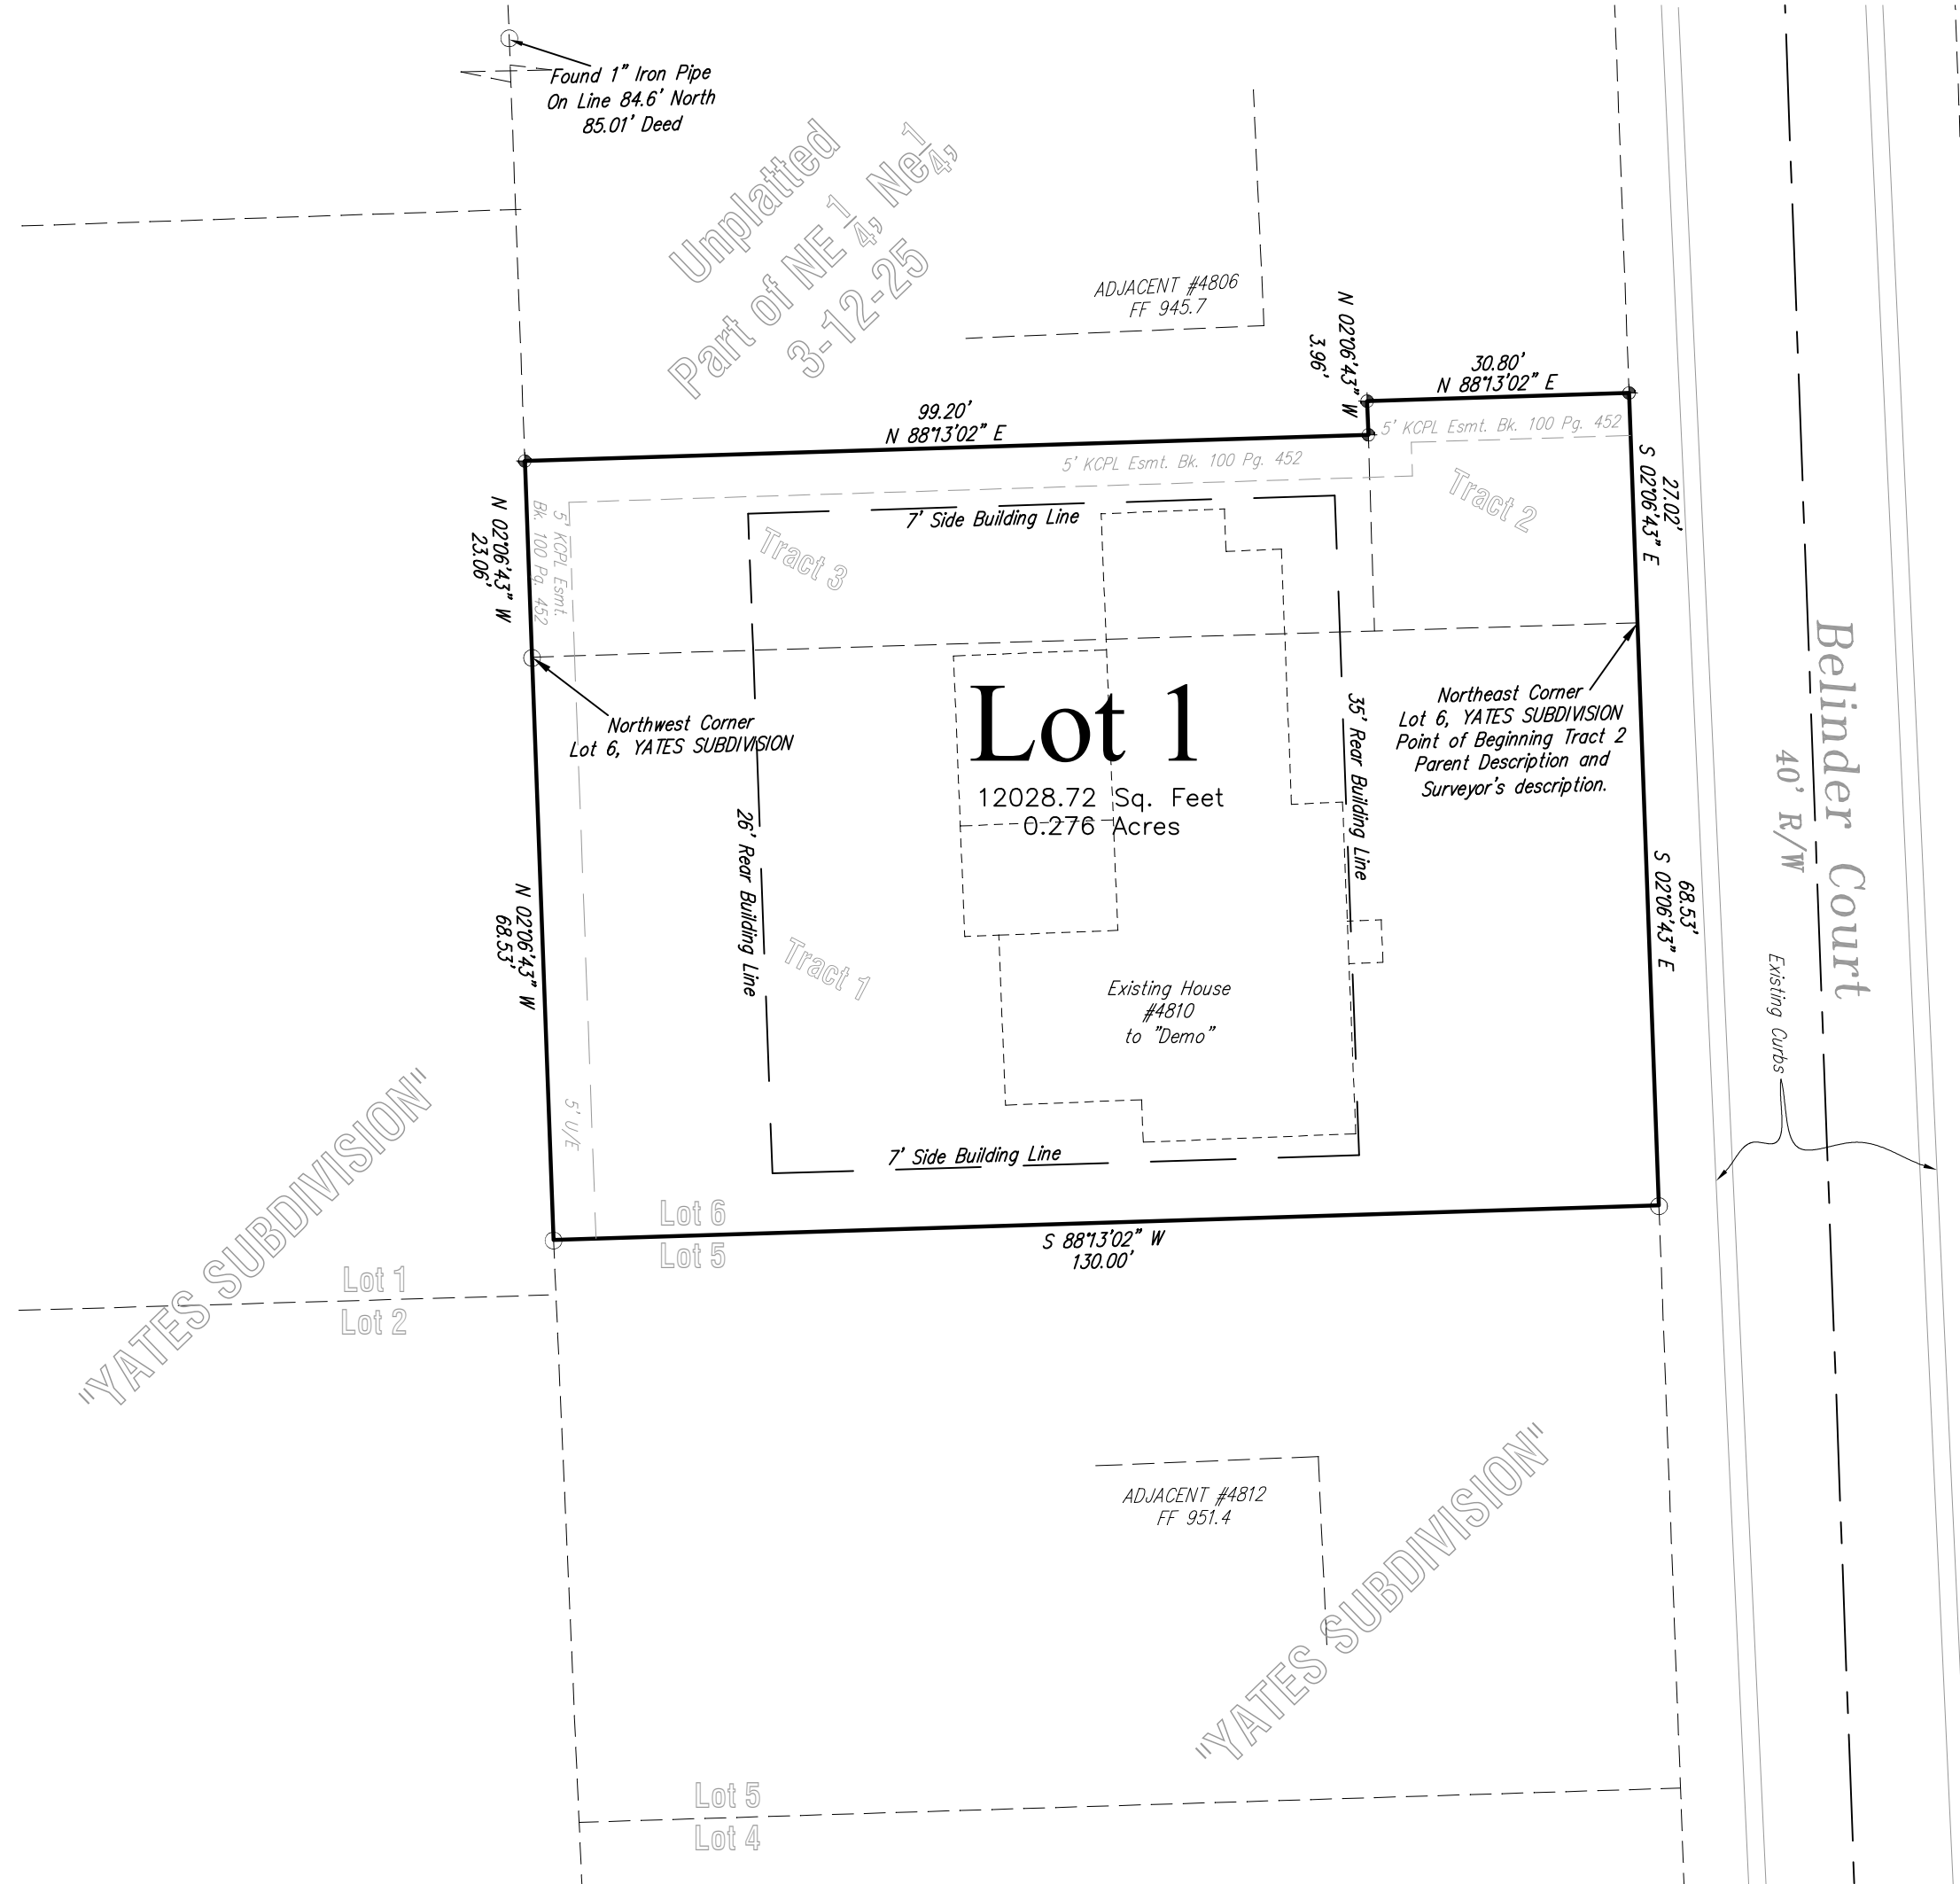 Found 1" Iron Pipe
On Line 84.6' North
85.01' Deed
Unplatted
Part of NE 1/4, Ne1/4,
3-12-25
ADJACENT #4806
FF 945.7
N 02°06'43" W
3.96'
30.80'
N 88°13'02" E
99.20'
N 88°13'02" E
5' KCPL Esmt. Bk. 100 Pg. 452
5' KCPL Esmt. Bk. 100 Pg. 452
27.02'
S 02°06'43" E
Tract 2
N 02°06'43" W
23.06'
5' KCPL Esmt.
Bk. 100 Pg. 452
7' Side Building Line
Tract 3
Northwest Corner
Lot 6, YATES SUBDIVISION
Lot 1
12028.72 Sq. Feet
0.276 Acres
35' Rear Building Line
Northeast Corner
Lot 6, YATES SUBDIVISION
Point of Beginning Tract 2
Parent Description and
Surveyor's description.
Belinder Court
40' R/W
26' Rear Building Line
68.53'
S 02°06'43" E
N 02°06'43" W
68.53'
Tract 1
Existing House
#4810
to "Demo"
Existing Curbs
5' U/E
7' Side Building Line
Lot 6
Lot 5
S 88°13'02" W
130.00'
"YATES SUBDIVISION"
Lot 1
Lot 2
ADJACENT #4812
FF 951.4
"YATES SUBDIVISION"
Lot 5
Lot 4